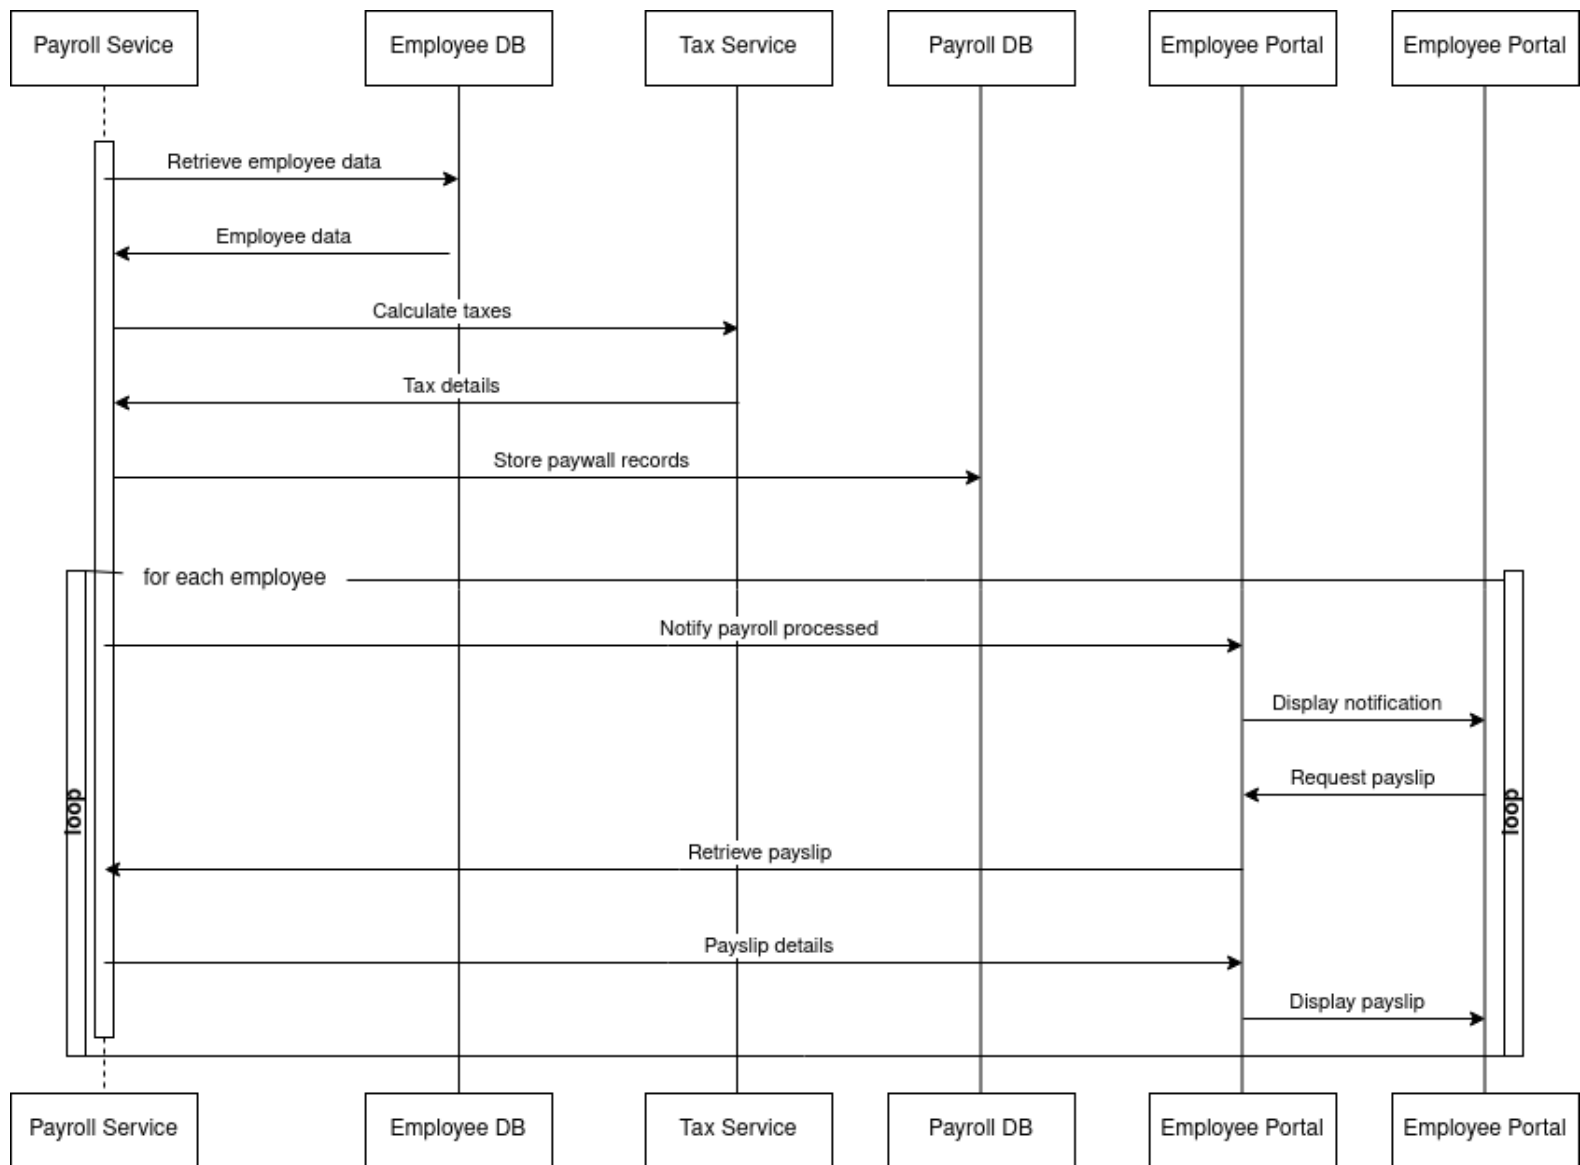 Payroll Sevice
Employee DB
Tax Service
Payroll DB
Employee Portal
Employee Portal
Retrieve employee data
Employee data
Calculate taxes
Tax details
Store paywall records
for each employee
Notify payroll processed
Display notification
Request payslip
loop
loop
Retrieve payslip
Payslip details
Display payslip
Payroll Service
Employee DB
Tax Service
Payroll DB
Employee Portal
Employee Portal